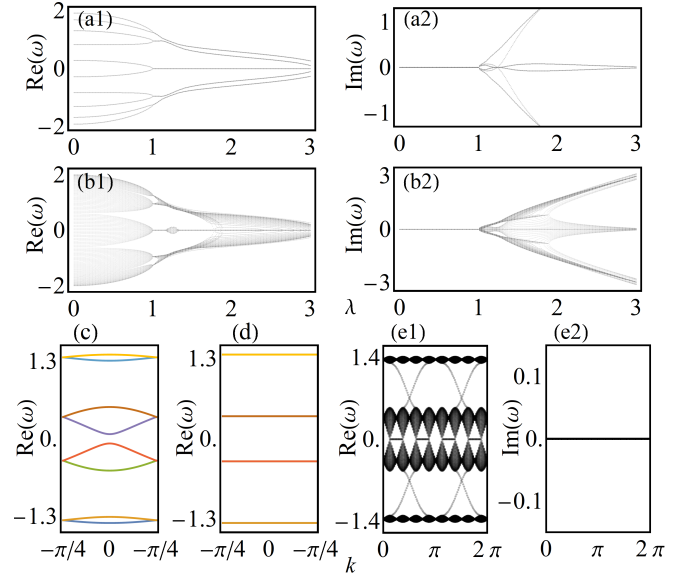 (a1) (a2)
Re(ω) 2 0 −2
0 1 2 3
Im(ω) 1 0 −1
0 1 2 3
(b1) (b2)
Re(ω) 2 0 −2
0 1 2 3
λ
Im(ω) 3 0 −3
0 1 2 3
(c) (d) (e1) (e2)
Re(ω) 1.3 0. −1.3
−π/4 0 −π/4
Re(ω) 1.3 0. −1.3
−π/4 0 −π/4
k
Re(ω) 1.4 0. −1.4
0 π 2π
Im(ω) 0.1 0. −0.1
0 π 2π